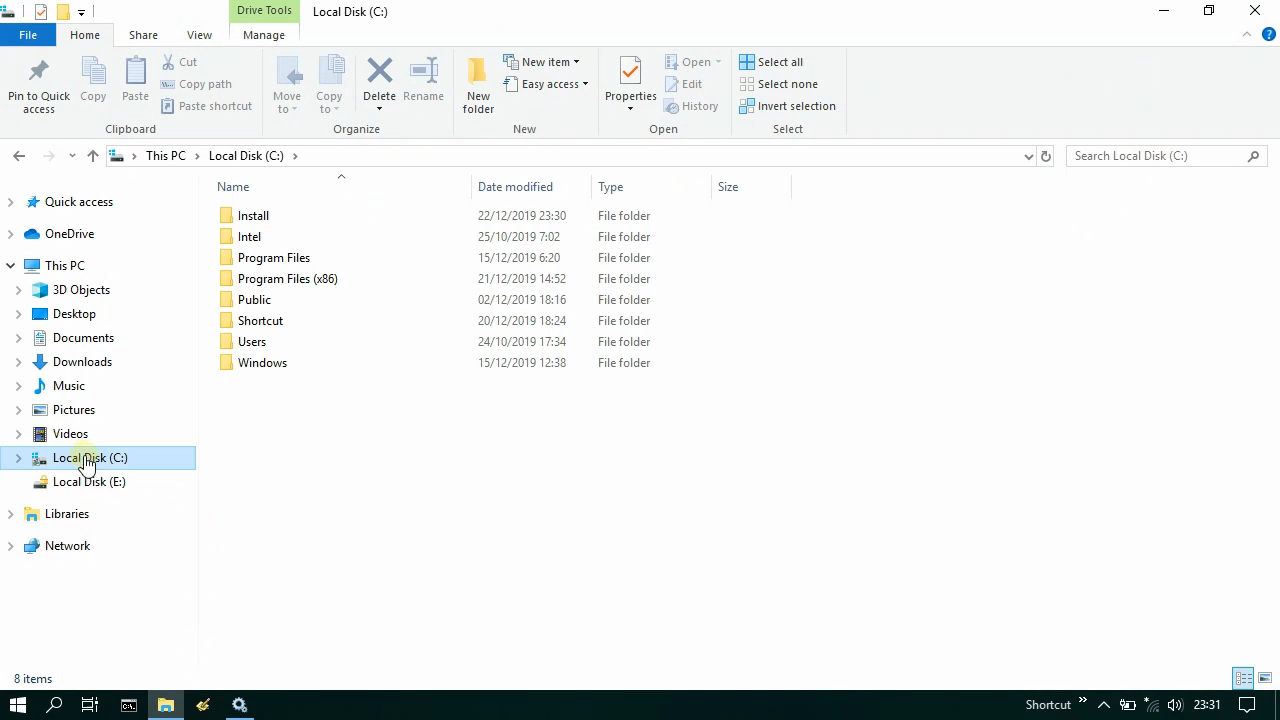 Drive Tools
Local Disk (C:)
File
Home
Share
View
Manage
Pin to Quick access
Copy
Paste
Cut
Copy path
Paste shortcut
Clipboard
Move to
Copy to
Delete
Rename
Organize
New folder
New item
Easy access
New
Properties
Open
Edit
History
Open
Select all
Select none
Invert selection
Select
This PC > Local Disk (C:) >
Search Local Disk (C:)
Quick access
OneDrive
This PC
3D Objects
Desktop
Documents
Downloads
Music
Pictures
Videos
Local Disk (C:)
Local Disk (E:)
Libraries
Network
Name Date modified Type Size
Install 22/12/2019 23:30 File folder
Intel 25/10/2019 7:02 File folder
Program Files 15/12/2019 6:20 File folder
Program Files (x86) 21/12/2019 14:52 File folder
Public 02/12/2019 18:16 File folder
Shortcut 20/12/2019 18:24 File folder
Users 24/10/2019 17:34 File folder
Windows 15/12/2019 12:38 File folder
8 items
Shortcut
23:31